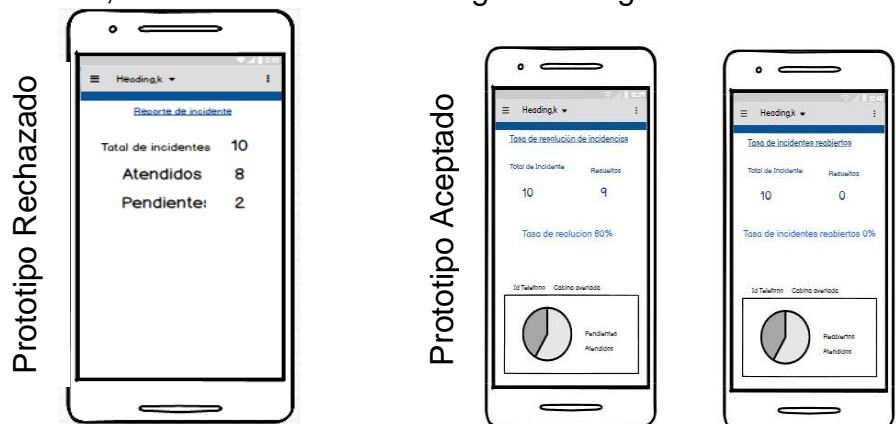 Prototipo Rechazado
Heading,k
Reporte de incidente
Total de incidentes 10
Atendidos 8
Pendientes 2
Prototipo Aceptado
Heading,k
Tasa de resolución de incidencias
Total de Incidente Resueltos
10 9
Tasa de reolucion 80%
Id Telefono Cabina averiada
Pendientes
Atendidos
Heading,k
Tasa de incidentes reabiertos
Total de Incidente Resueltos
10 0
Tasa de incidentes reabiertos 0%
Id Telefono Cabina averiada
Reabiertos
Atendidos